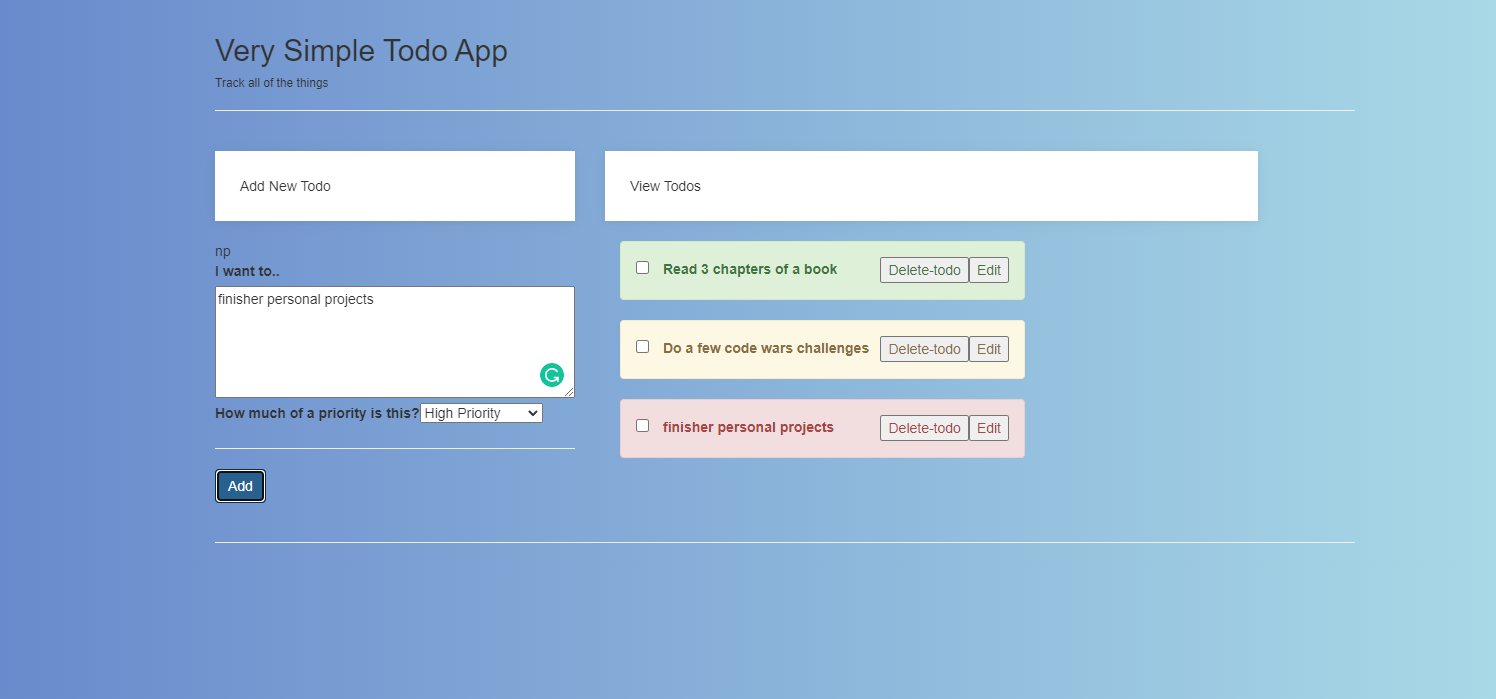 Very Simple Todo App
Track all of the things
Add New Todo
np
I want to..
finisher personal projects
How much of a priority is this? High Priority
Add
View Todos
Read 3 chapters of a book Delete-todo Edit
Do a few code wars challenges Delete-todo Edit
finisher personal projects Delete-todo Edit